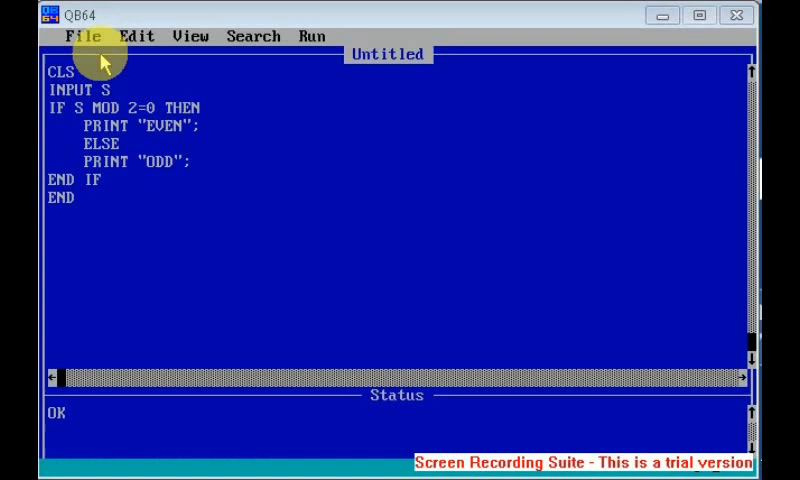 QB64
File Edit View Search Run
Untitled
CLS
INPUT S
IF S MOD 2=0 THEN
PRINT "EVEN";
ELSE
PRINT "ODD";
END IF
END
Status
OK
Screen Recording Suite - This is a trial version